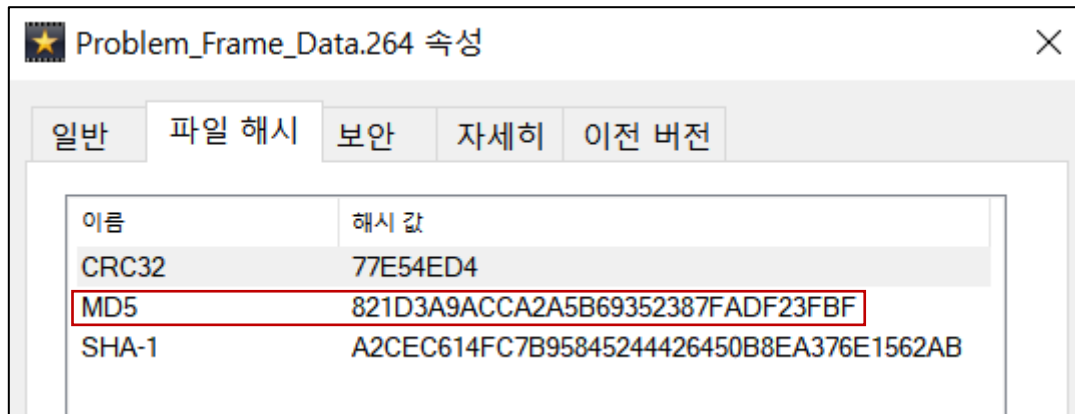 Problem_Frame_Data.264 속성
일반 파일 해시 보안 자세히 이전 버전
이름 해시 값
CRC32 77E54ED4
MD5 821D3A9ACCA2A5B69352387FADF23FBF
SHA-1 A2CEC614FC7B95845244426450B8EA376E1562AB